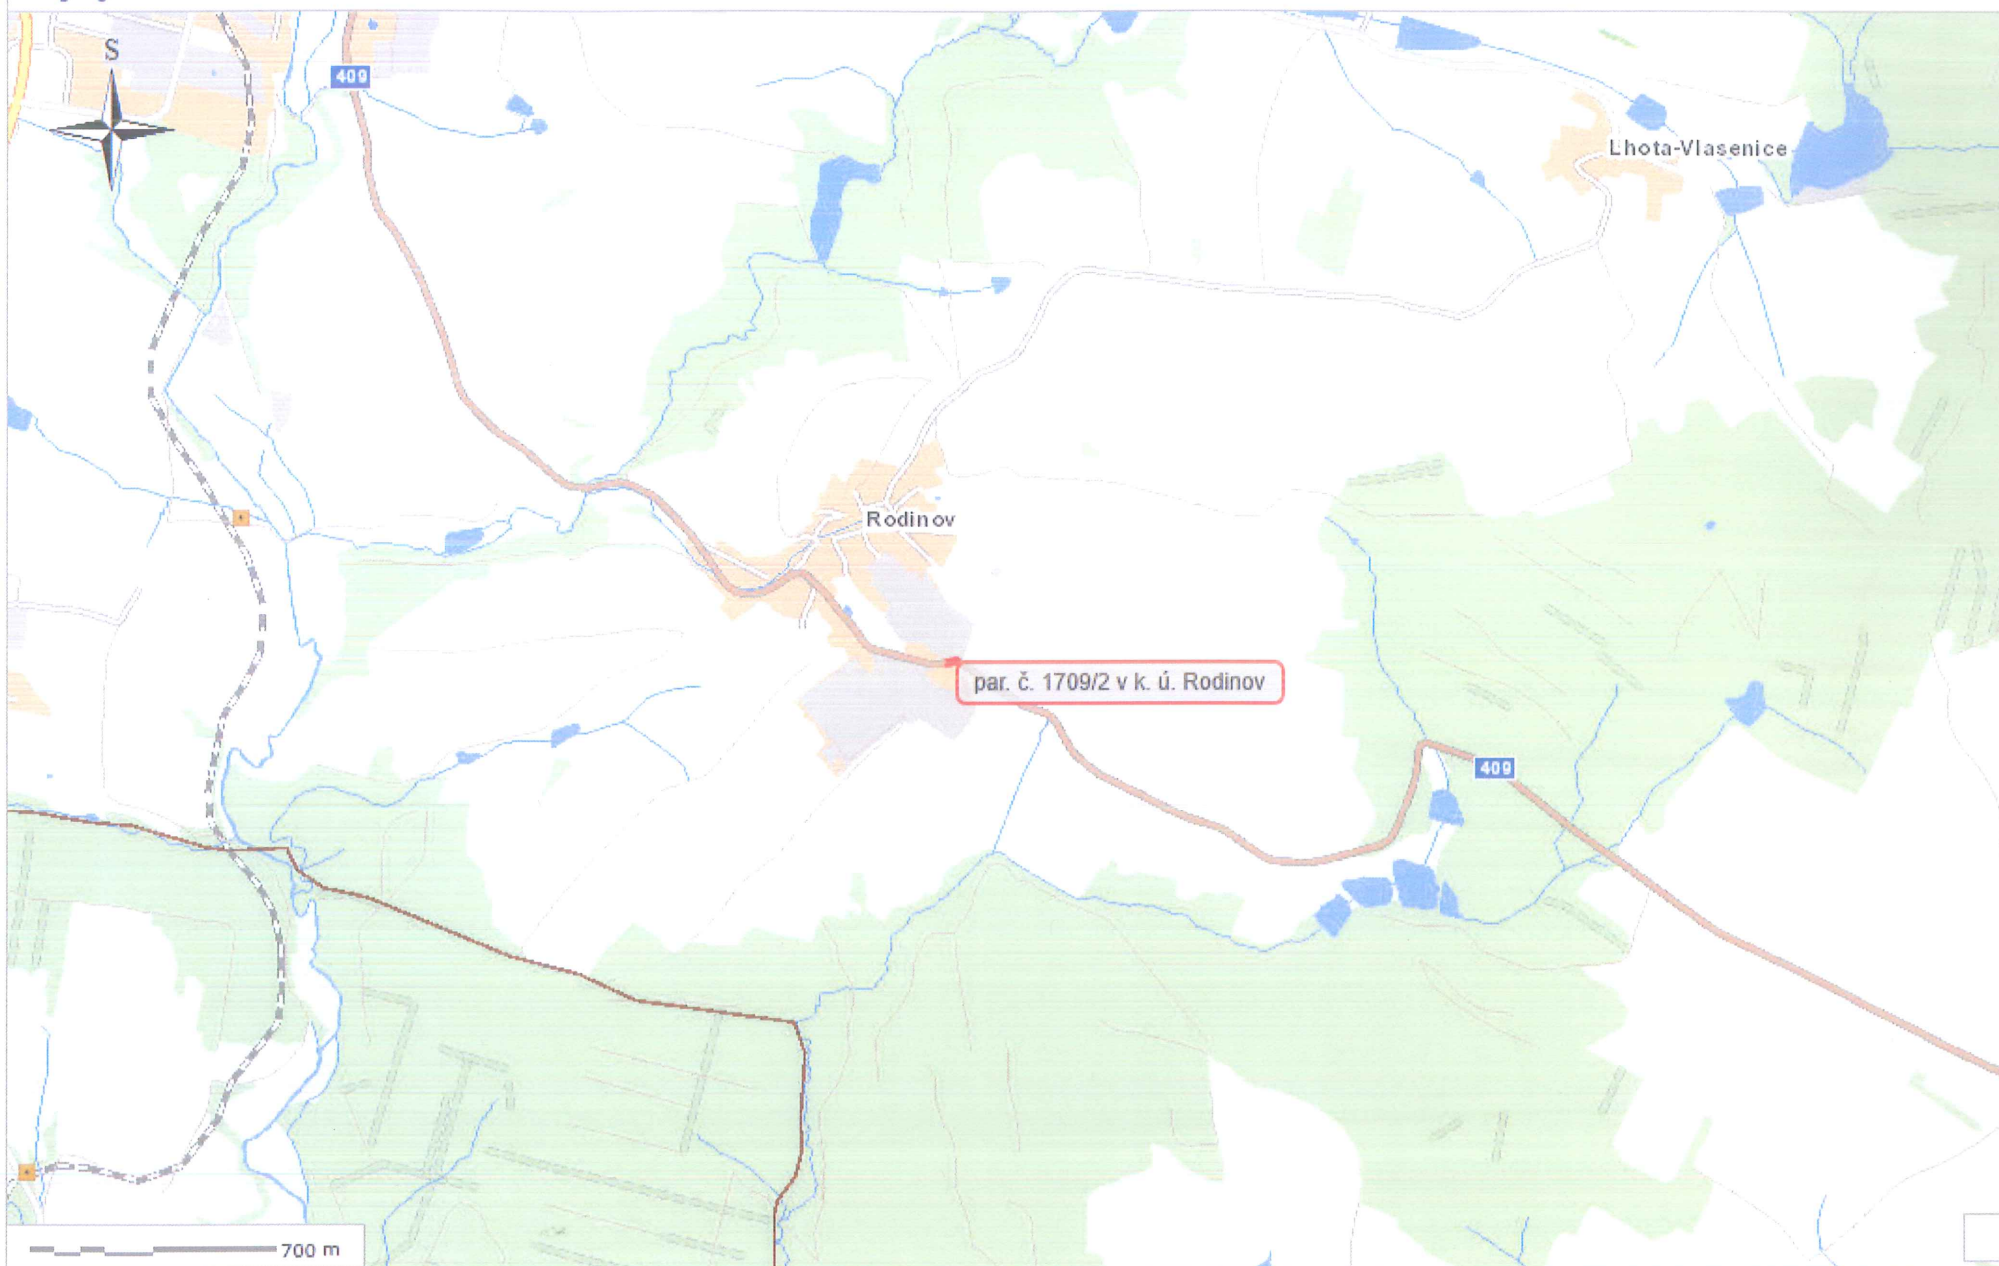 S
409
Lhota-Vlasenice
Rodinov
par. č. 1709/2 v k. ú. Rodinov
409
700 m